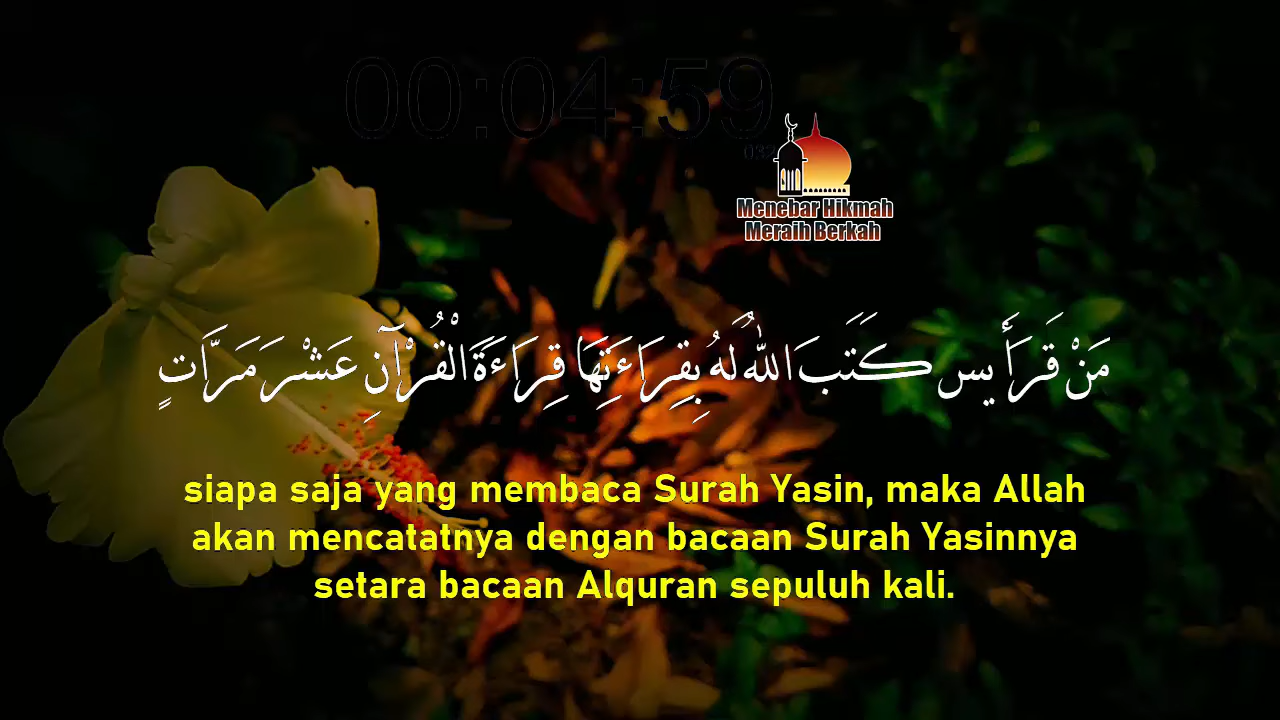 00:04:59
Menebar Hikmah
Meraih Berkah
مَنْ قَرَأَ يس كَتَبَ اللّٰهُ لَهُ بِقِرَاءَتِهَا قِرَاءَةَ الْقُرْآنِ عَشْرَ مَرَّاتٍ
siapa saja yang membaca Surah Yasin, maka Allah
akan mencatatnya dengan bacaan Surah Yasinnya
setara bacaan Alquran sepuluh kali.